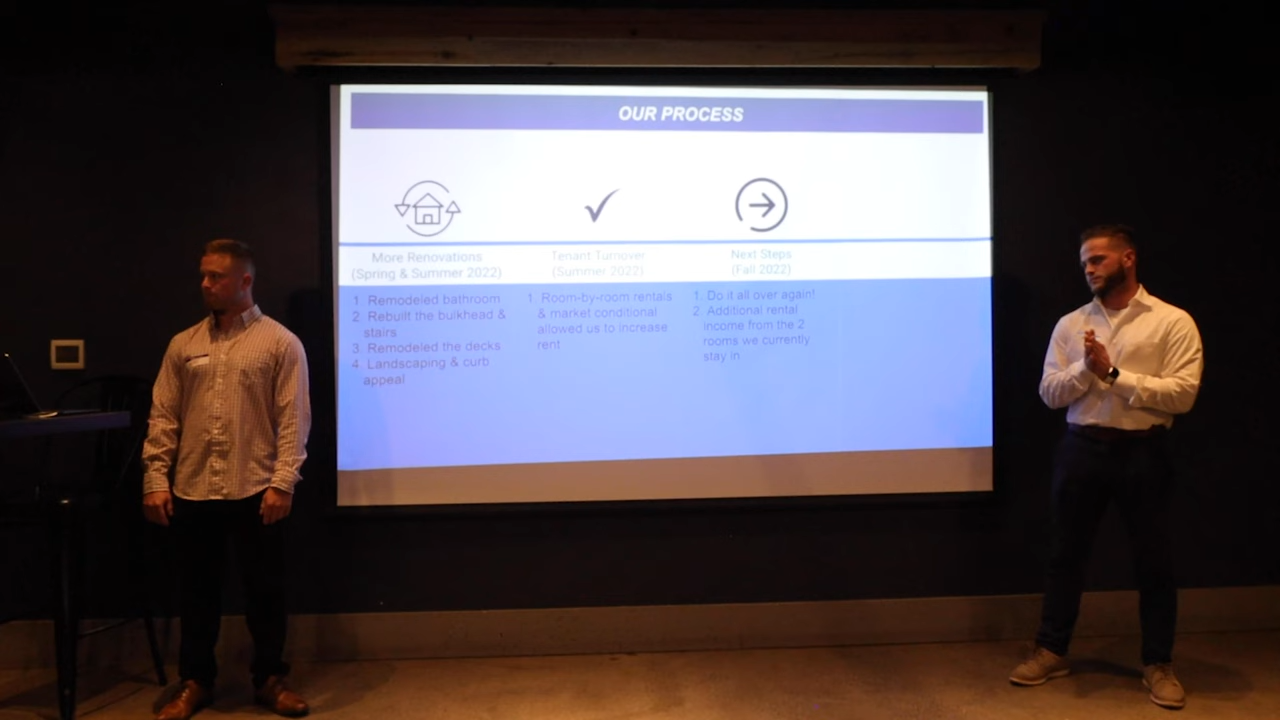 OUR PROCESS
More Renovations
(Spring & Summer 2022)
1. Remodeled bathroom
2. Rebuilt the bulkhead &
stairs
3. Remodeled the decks
4. Landscaping & curb
appeal
Tenant Turnover
(Summer 2022)
1. Room-by-room rentals
& market conditional
allowed us to increase
rent
Next Steps
(Fall 2022)
1. Do it all over again!
2. Additional rental
income from the 2
rooms we currently
stay in